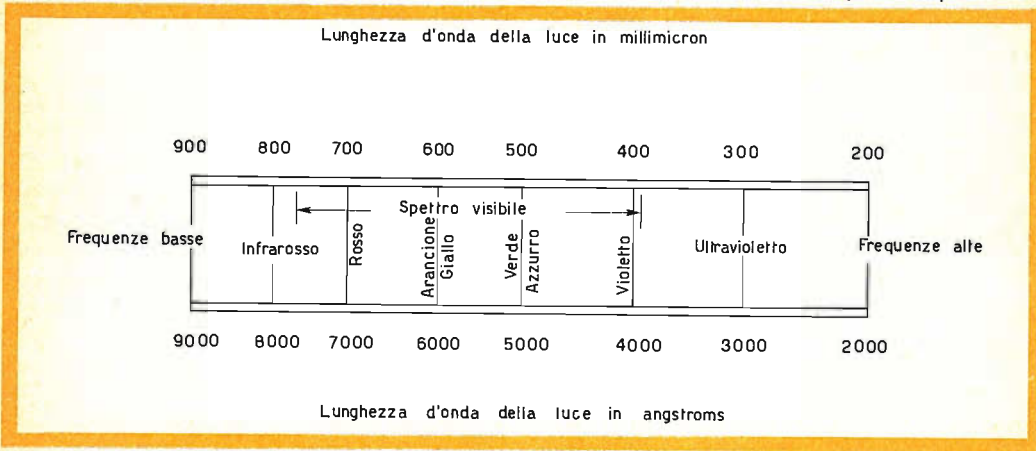 Lunghezza d'onda della luce in millimicron
900 800 700 600 500 400 300 200
Spettro visibile
Frequenze basse Infrarosso Rosso Arancione Giallo Verde Azzurro Violetto Ultravioletto Frequenze alte
9000 8000 7000 6000 5000 4000 3000 2000
Lunghezza d'onda della luce in angstroms